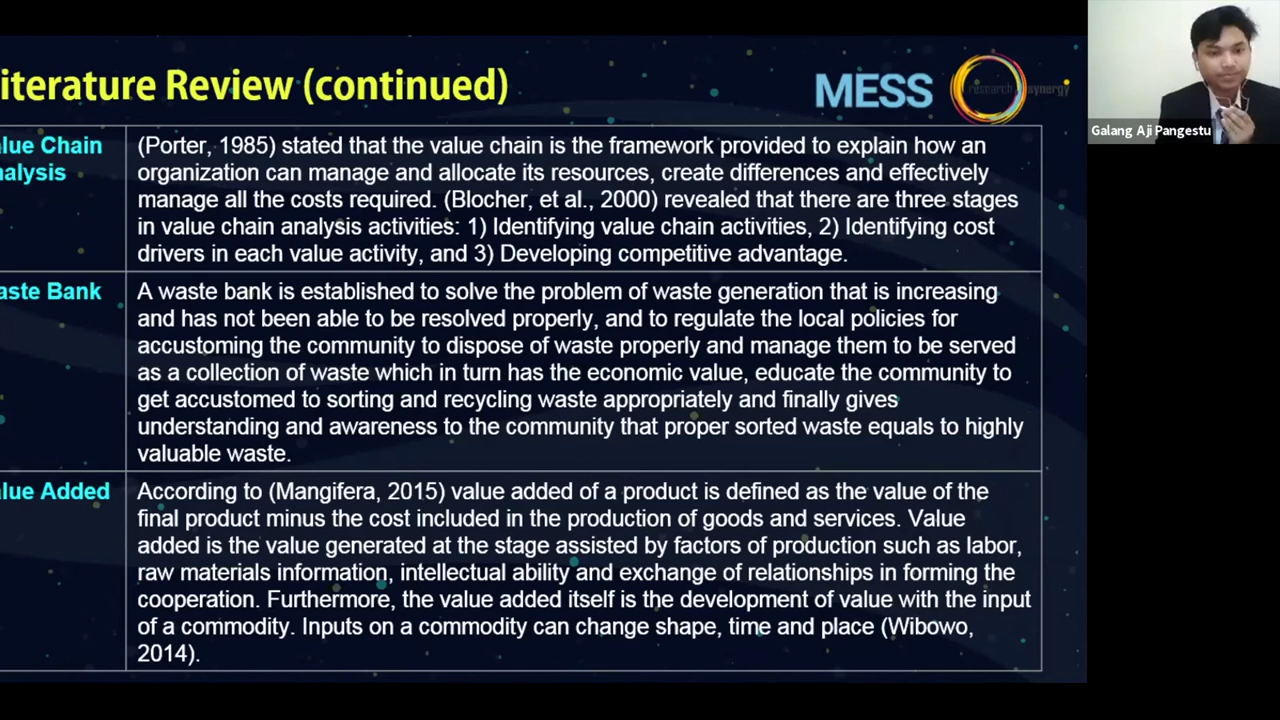 iterature Review (continued)
MESS
research synergy
Galang Aji Pangestu
lue Chain
nalysis
(Porter, 1985) stated that the value chain is the framework provided to explain how an
organization can manage and allocate its resources, create differences and effectively
manage all the costs required. (Blocher, et al., 2000) revealed that there are three stages
in value chain analysis activities: 1) Identifying value chain activities, 2) Identifying cost
drivers in each value activity, and 3) Developing competitive advantage.
aste Bank
A waste bank is established to solve the problem of waste generation that is increasing
and has not been able to be resolved properly, and to regulate the local policies for
accustoming the community to dispose of waste properly and manage them to be served
as a collection of waste which in turn has the economic value, educate the community to
get accustomed to sorting and recycling waste appropriately and finally gives
understanding and awareness to the community that proper sorted waste equals to highly
valuable waste.
lue Added
According to (Mangifera, 2015) value added of a product is defined as the value of the
final product minus the cost included in the production of goods and services. Value
added is the value generated at the stage assisted by factors of production such as labor,
raw materials information, intellectual ability and exchange of relationships in forming the
cooperation. Furthermore, the value added itself is the development of value with the input
of a commodity. Inputs on a commodity can change shape, time and place (Wibowo,
2014).